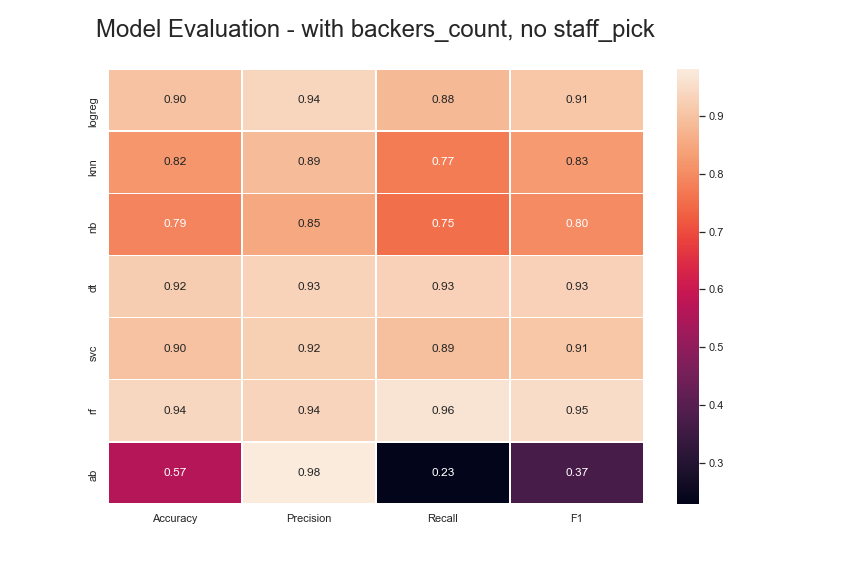 Model Evaluation - with backers_count, no staff_pick
logreg 0.90 0.94 0.88 0.91
knn 0.82 0.89 0.77 0.83
nb 0.79 0.85 0.75 0.80
dt 0.92 0.93 0.93 0.93
svc 0.90 0.92 0.89 0.91
rf 0.94 0.94 0.96 0.95
ab 0.57 0.98 0.23 0.37
Accuracy Precision Recall F1
0.9
0.8
0.7
0.6
0.5
0.4
0.3